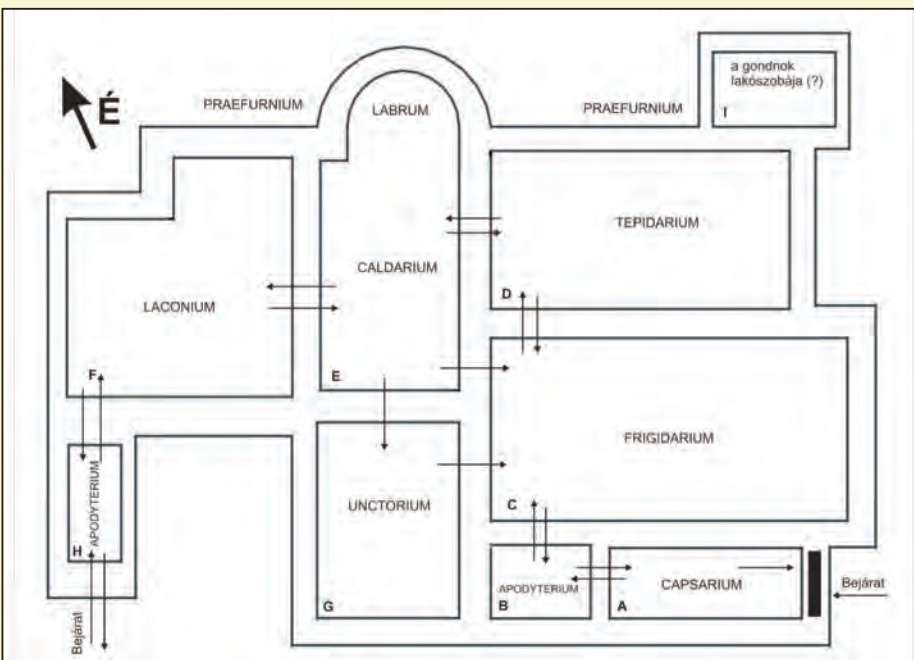 a gondnok
lakószobája (?)
I
É
PRAEFURNIUM
LABRUM
PRAEFURNIUM
TEPIDARIUM
CALDARIUM
LACONIUM
D
F
E
FRIGIDARIUM
UNCTORIUM
C
APODYTERIUM
H
APODYTERIUM
B
CAPSARIUM
A
G
Bejárat
Bejárat